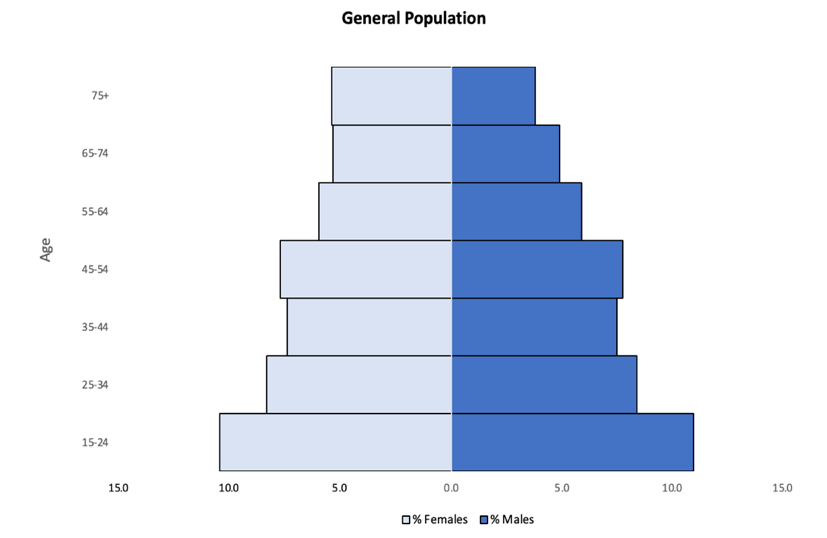 General Population
75+
65-74
55-64
45-54
35-44
25-34
15-24
Age
15.0 10.0 5.0 0.0 5.0 10.0 15.0
% Females % Males